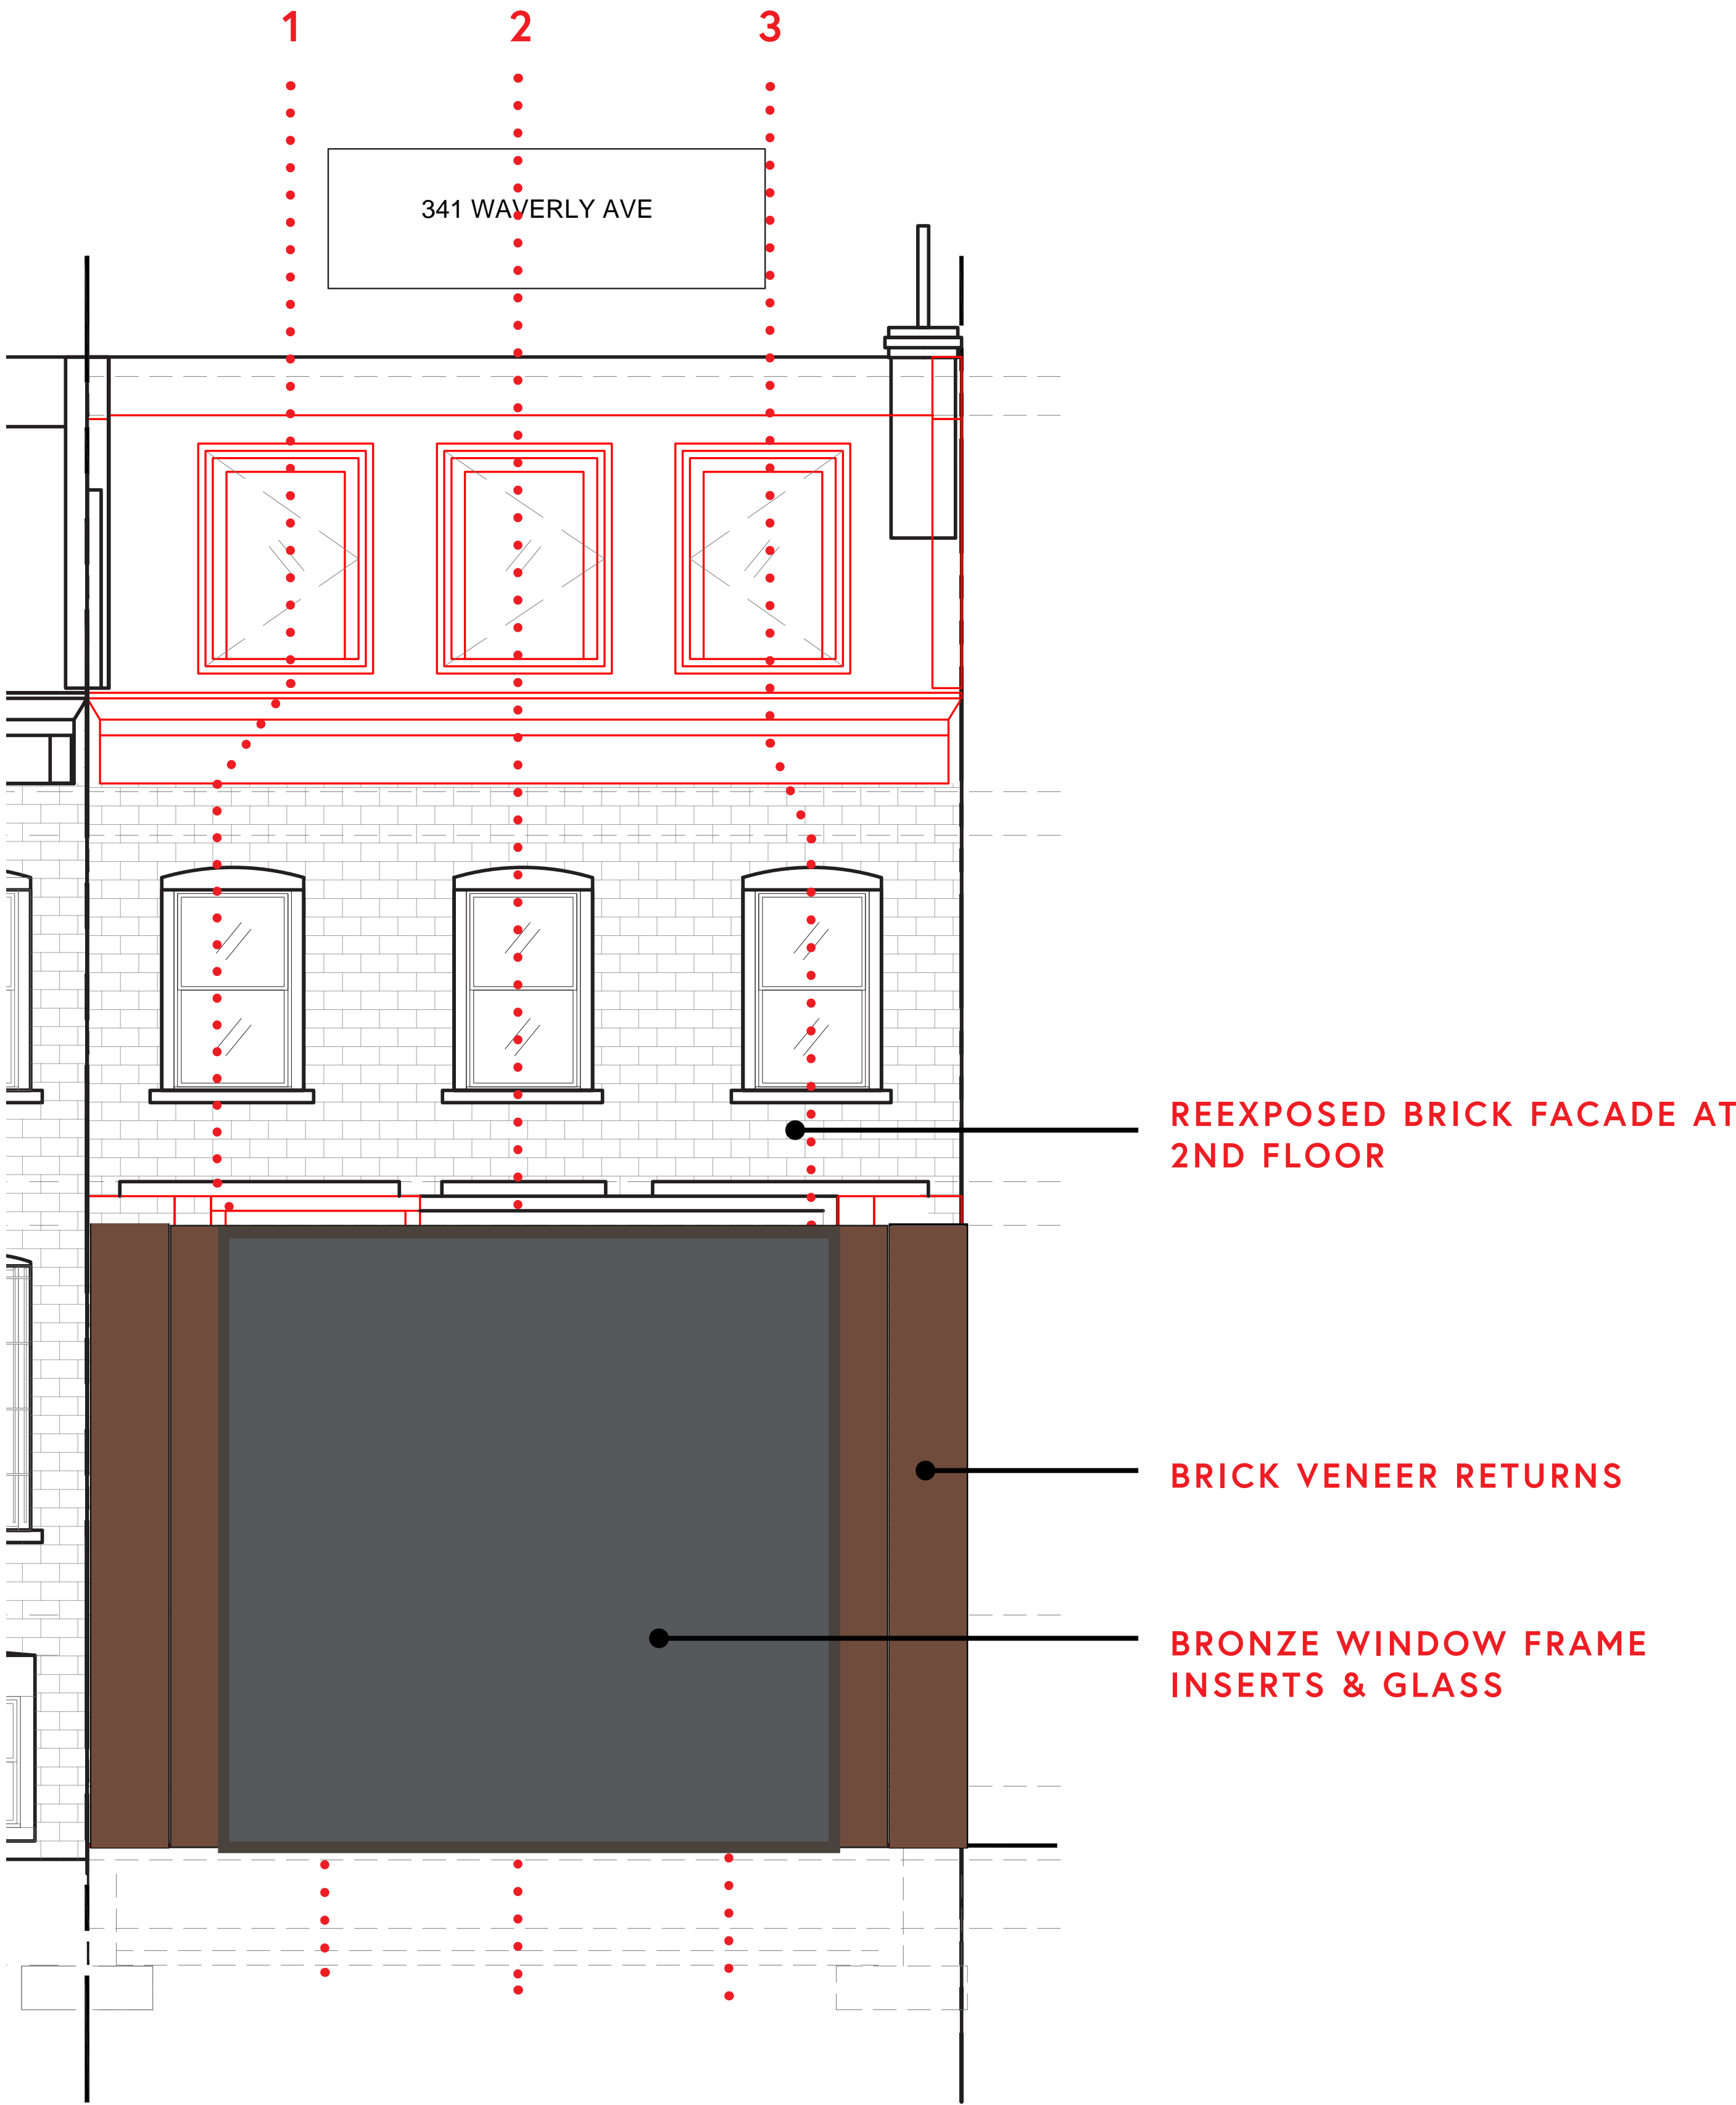 1 2 3
341 WAVERLY AVE
REEXPOSED BRICK FACADE AT
2ND FLOOR
BRICK VENEER RETURNS
BRONZE WINDOW FRAME
INSERTS & GLASS